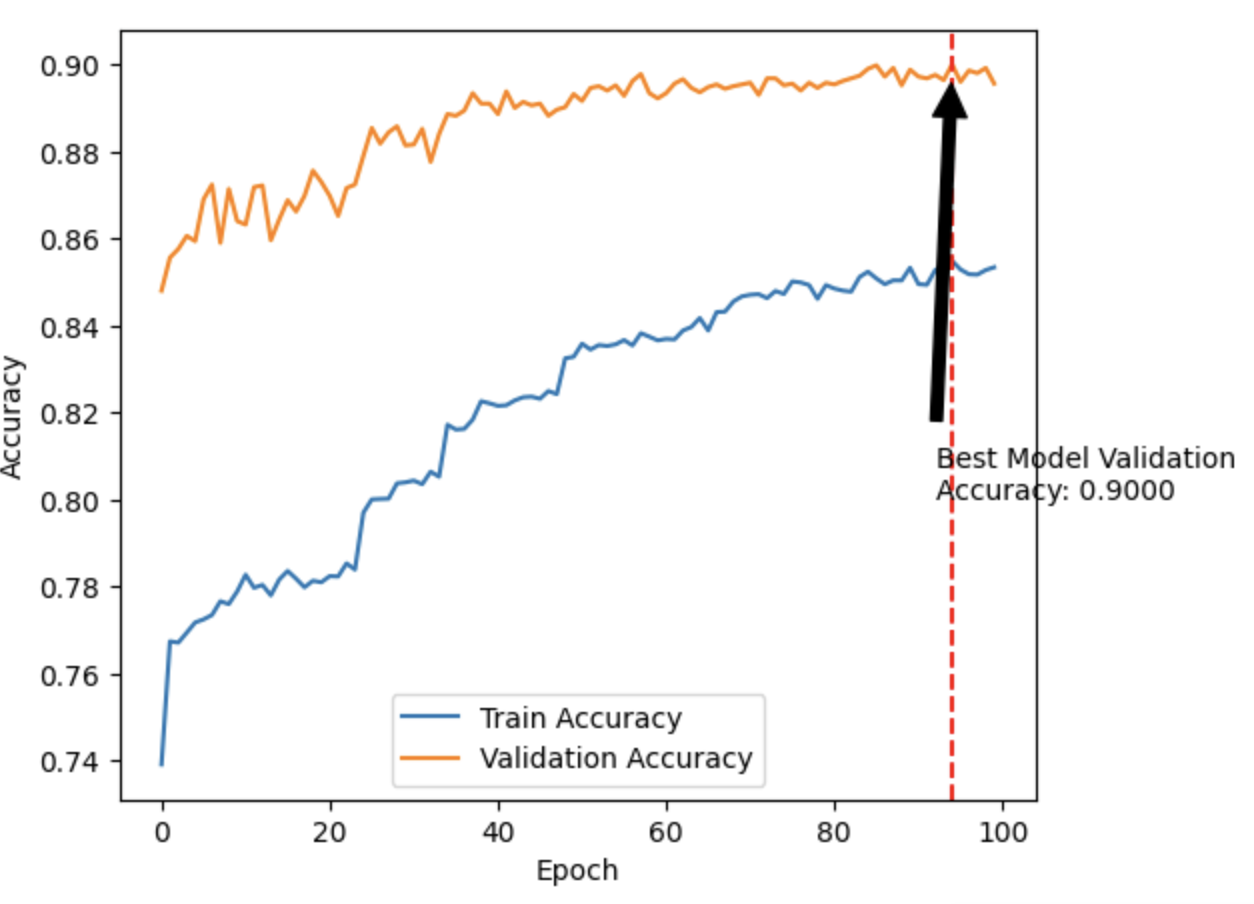 0.90
0.88
0.86
0.84
0.82
0.80
0.78
0.76
0.74
Accuracy
Best Model Validation
Accuracy: 0.9000
Train Accuracy
Validation Accuracy
0 20 40 60 80 100
Epoch